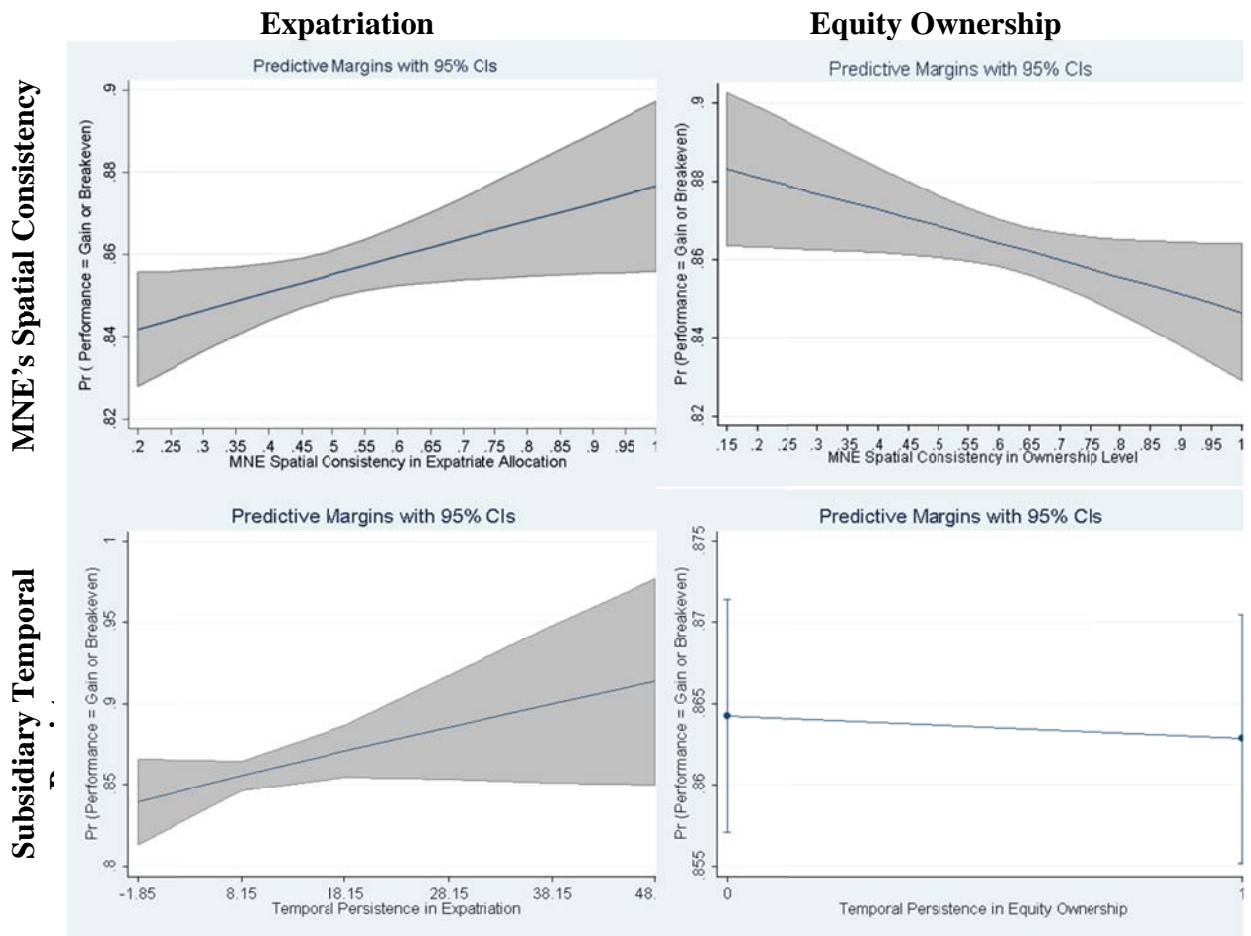 Expatriation
Equity Ownership
MNE's Spatial Consistency
Predictive Margins with 95% CIs
Pr ( Performance = Gain or Breakeven)
.9
.88
.86
.84
.82
.2 .25 .3 .35 .4 .45 .5 .55 .6 .65 .7 .75 .8 .85 .9 .95 1
MNE Spatial Consistency in Expatriate Allocation
Predictive Margins with 95% CIs
Pr (Performance = Gain or Breakeven)
.9
.88
.86
.84
.82
.15 .2 .25 .3 .35 .4 .45 .5 .55 .6 .65 .7 .75 .8 .85 .9 .95 1
MNE Spatial Consistency in Ownership Level
Subsidiary Temporal
Predictive Margins with 95% CIs
Pr (Performance = Gain or Breakeven)
1
.95
.9
.85
.8
-1.85 8.15 18.15 28.15 38.15 48.
Temporal Persistence in Expatriation
Predictive Margins with 95% CIs
Pr (Performance = Gain or Breakeven)
.875
.87
.865
.86
.855
0 1
Temporal Persistence in Equity Ownership